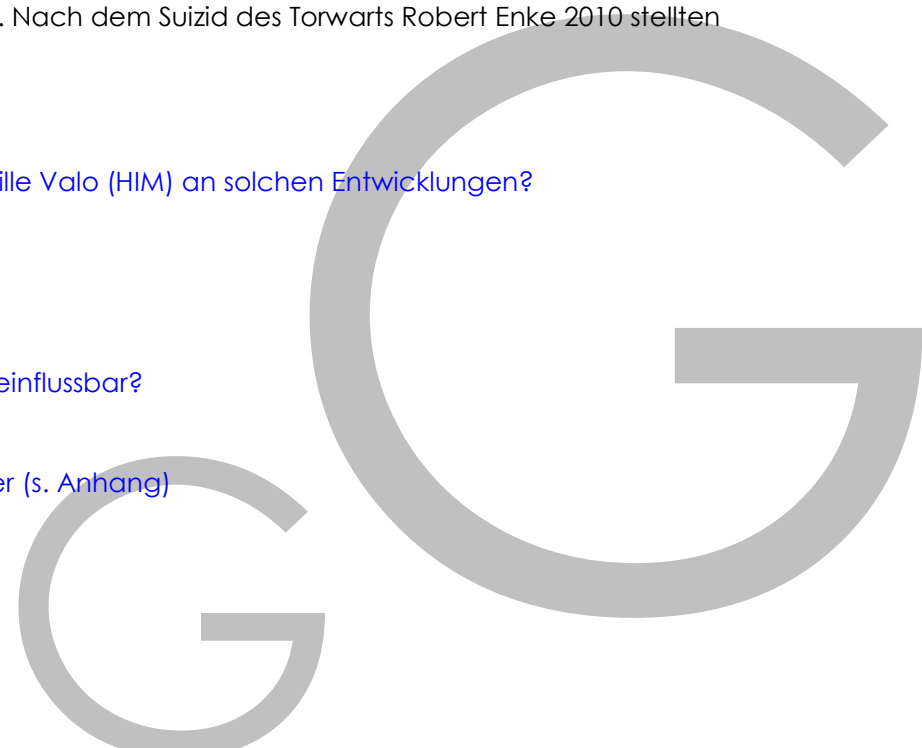 . Nach dem Suizid des Torwarts Robert Enke 2010 stellten
ille Valo (HIM) an solchen Entwicklungen?
einflussbar?
er (s. Anhang)
G
G